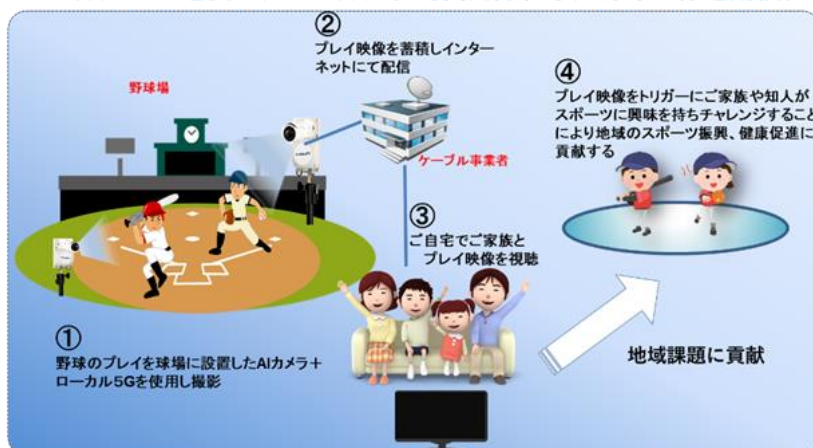 ②
プレイ映像を蓄積しインター
ネットにて配信
野球場
ケーブル事業者
④
プレイ映像をトリガーにご家族や知人が
スポーツに興味を持ちチャレンジすること
により地域のスポーツ振興、健康促進に
貢献する
③
ご自宅でご家族と
プレイ映像を視聴
①
野球のプレイを球場に設置したAIカメラ+
ローカル5Gを使用し撮影
地域課題に貢献